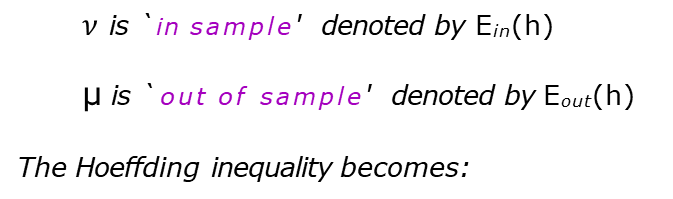 ν is `in sample' denoted by Ein(h)
μ is `out of sample' denoted by Eout(h)
The Hoeffding inequality becomes: